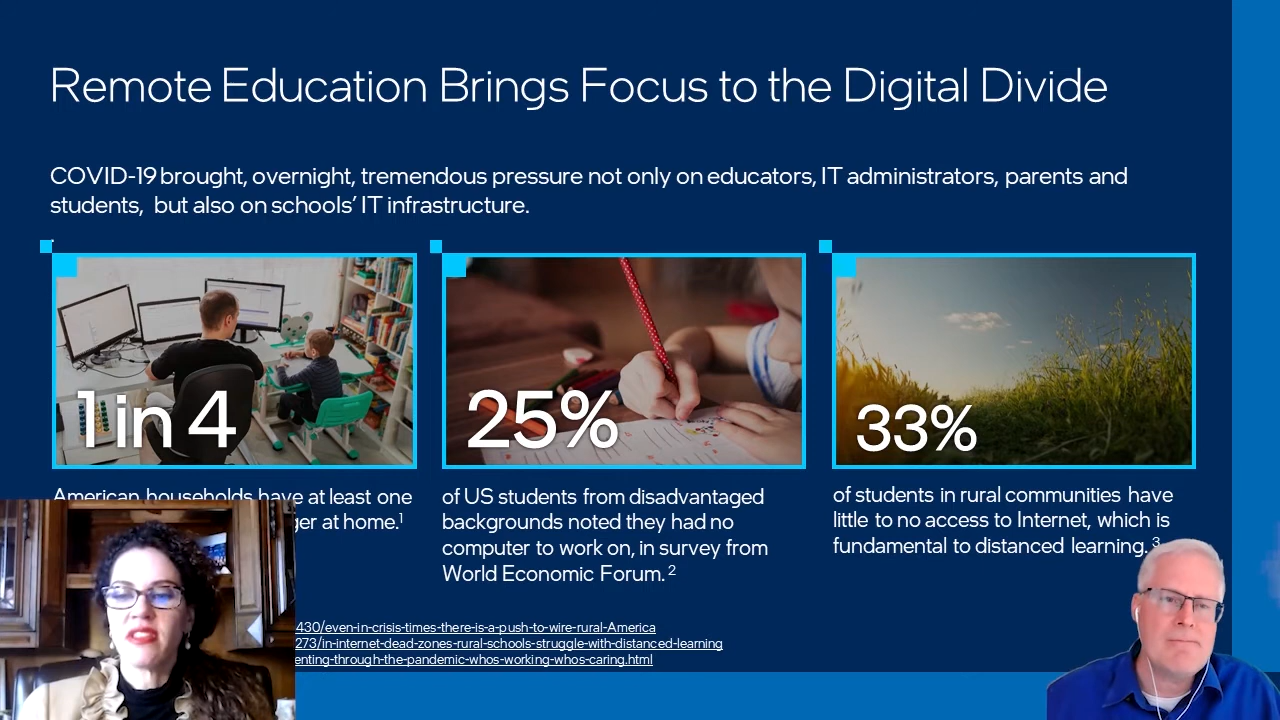 Remote Education Brings Focus to the Digital Divide
COVID-19 brought, overnight, tremendous pressure not only on educators, IT administrators, parents and
students, but also on schools' IT infrastructure.
1 in 4
American households have at least one
at home.1
25%
of US students from disadvantaged
backgrounds noted they had no
computer to work on, in survey from
World Economic Forum. 2
33%
of students in rural communities have
little to no access to Internet, which is
fundamental to distanced learning. 3
430/even-in-crisis-times-there-is-a-push-to-wire-rural-America
273/in-internet-dead-zones-rural-schools-struggle-with-distanced-learning
enting-through-the-pandemic-whos-working-whos-caring.html